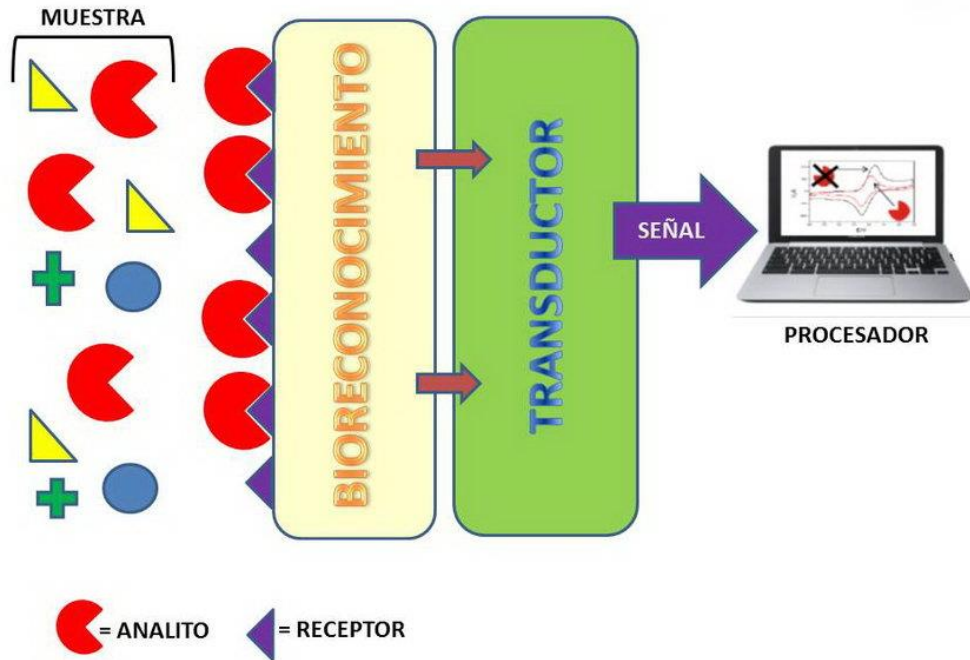 MUESTRA
BIORECONOCIMIENTO
TRANSDUCTOR
SEÑAL
PROCESADOR
= ANALITO
= RECEPTOR